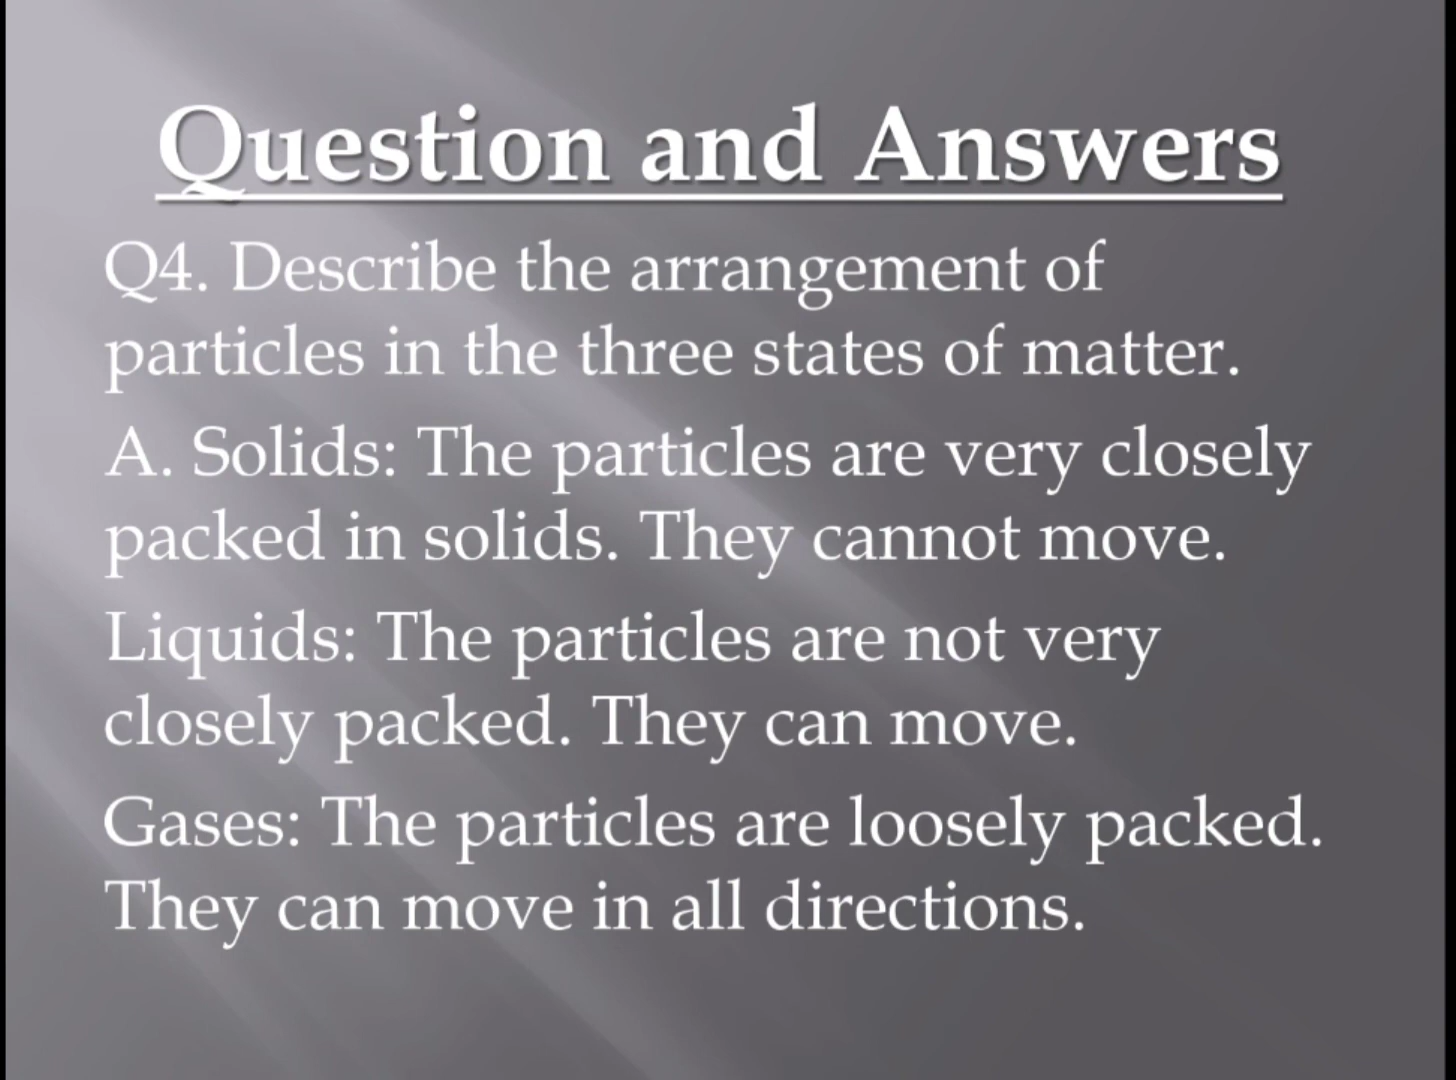 Question and Answers
Q4. Describe the arrangement of
particles in the three states of matter.
A. Solids: The particles are very closely
packed in solids. They cannot move.
Liquids: The particles are not very
closely packed. They can move.
Gases: The particles are loosely packed.
They can move in all directions.